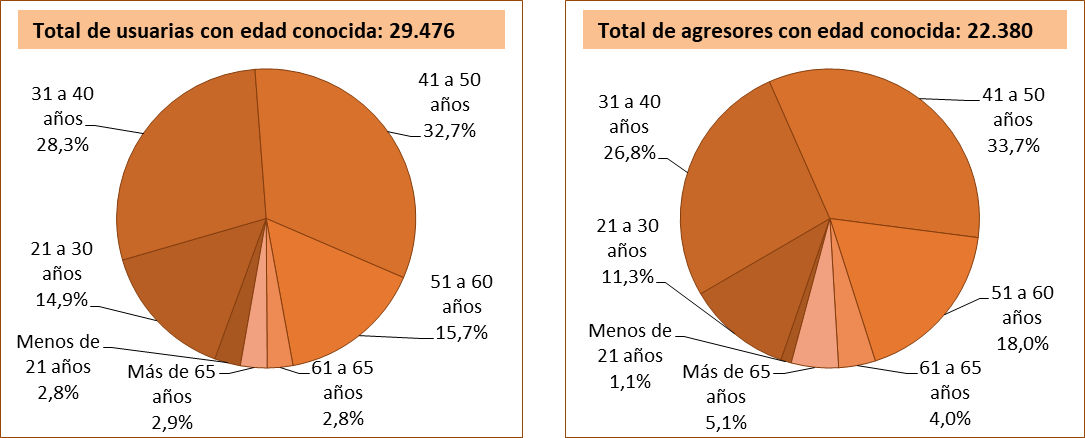 Total de usuarias con edad conocida: 29.476
41 a 50
años
32,7%
31 a 40
años
28,3%
21 a 30
años
14,9%
51 a 60
años
15,7%
Menos de
21 años
2,8%
Más de 65
años
2,9%
61 a 65
años
2,8%
Total de agresores con edad conocida: 22.380
31 a 40
años
26,8%
41 a 50
años
33,7%
21 a 30
años
11,3%
51 a 60
años
18,0%
Menos de
21 años
1,1%
Más de 65
años
5,1%
61 a 65
años
4,0%